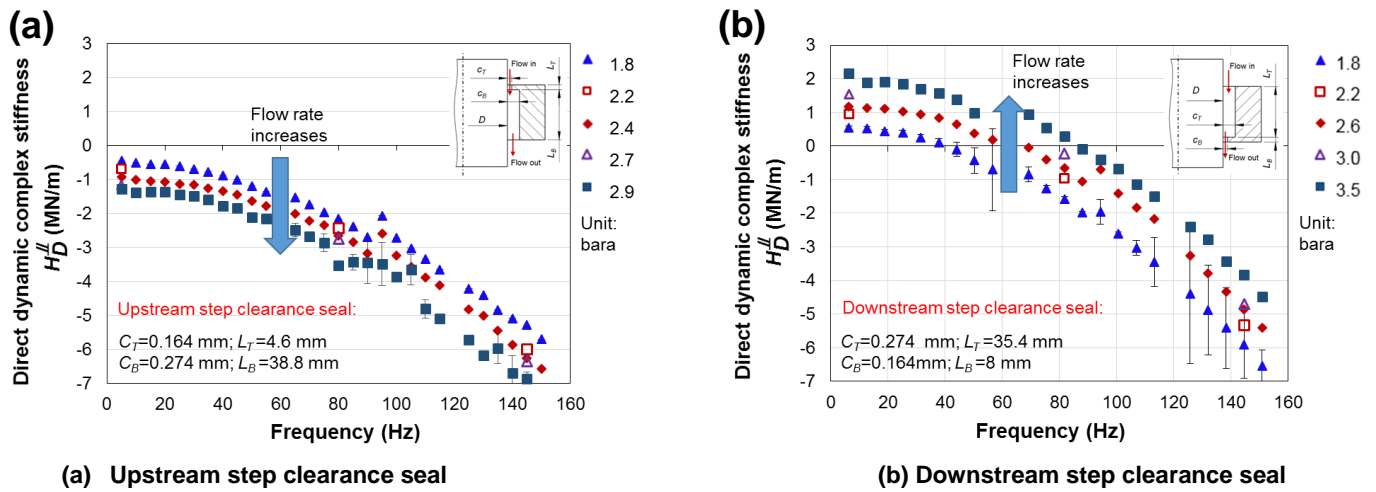 (a)
Direct dynamic complex stiffness
H_D^// (MN/m)
3
2
1
0
-1
-2
-3
-4
-5
-6
-7
0
20
40
60
80
100
120
140
160
Frequency (Hz)
Flow rate
increases
Flow in
c_T
c_B
D
L_T
L_B
Flow out
1.8
2.2
2.4
2.7
2.9
Unit:
bara
Upstream step clearance seal:
C_T=0.164 mm; L_T=4.6 mm
C_B=0.274 mm; L_B=38.8 mm
(a) Upstream step clearance seal
(b)
Direct dynamic complex stiffness
H_D^// (MN/m)
3
2
1
0
-1
-2
-3
-4
-5
-6
-7
0
20
40
60
80
100
120
140
160
Frequency (Hz)
Flow rate
increases
Flow in
D
c_T
c_B
L_T
L_B
Flow out
1.8
2.2
2.6
3.0
3.5
Unit:
bara
Downstream step clearance seal:
C_T=0.274 mm; L_T=35.4 mm
C_B=0.164mm; L_B=8 mm
(b) Downstream step clearance seal